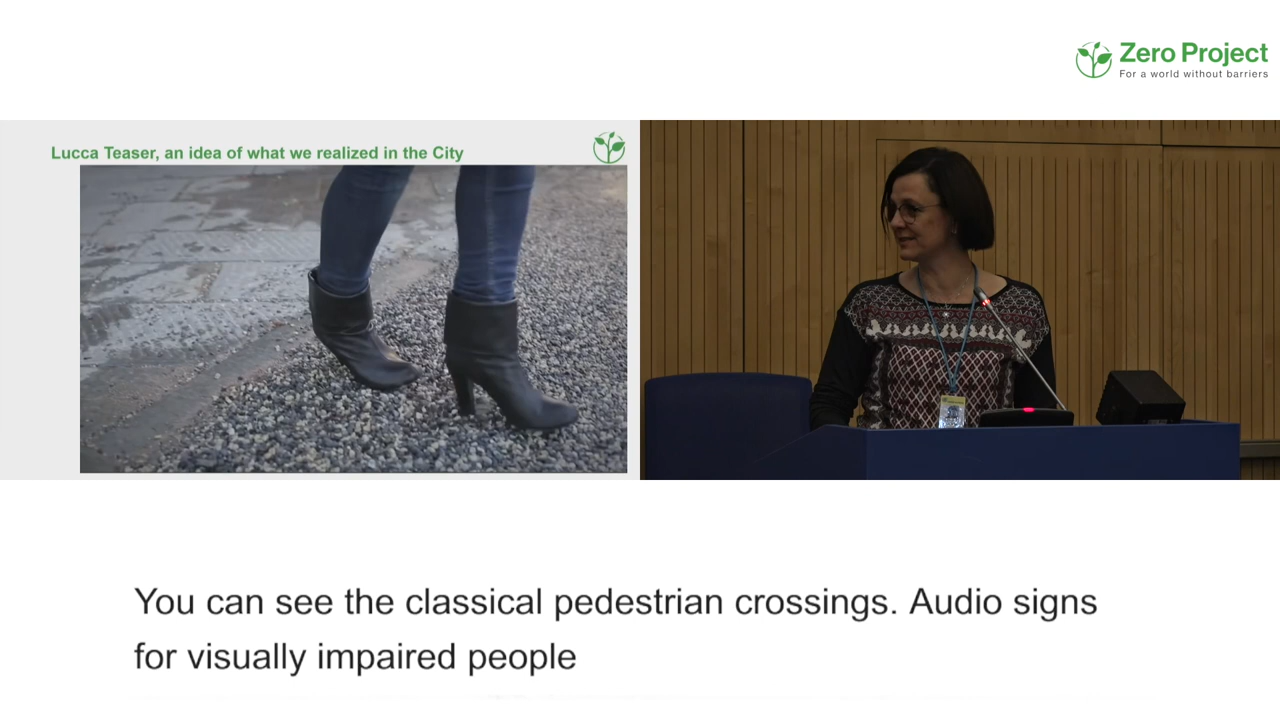 Zero Project
For a world without barriers
Lucca Teaser, an idea of what we realized in the City
You can see the classical pedestrian crossings. Audio signs
for visually impaired people